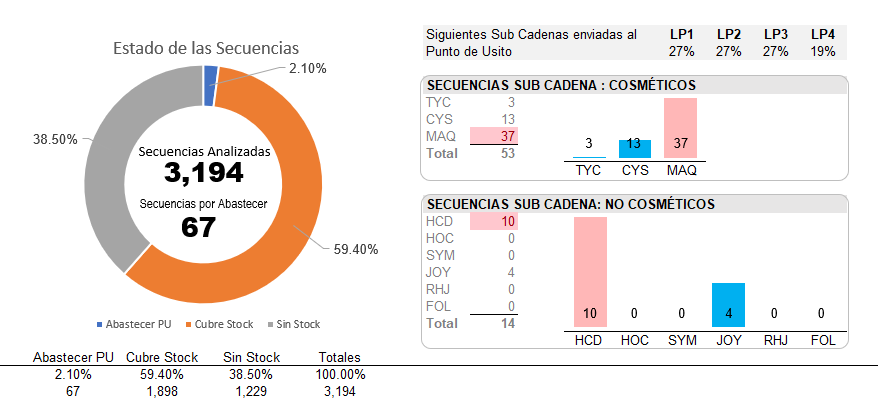 Estado de las Secuencias
2.10%
38.50%
59.40%
Secuencias Analizadas
3,194
Secuencias por Abastecer
67
Abastecer PU Cubre Stock Sin Stock
Abastecer PU Cubre Stock Sin Stock Totales
2.10% 59.40% 38.50% 100.00%
67 1,898 1,229 3,194
Siguientes Sub Cadenas enviadas al LP1 LP2 LP3 LP4
Punto de Usito 27% 27% 27% 19%
SECUENCIAS SUB CADENA : COSMÉTICOS
TYC 3
CYS 13
MAQ 37
Total 53
3 13 37
TYC CYS MAQ
SECUENCIAS SUB CADENA: NO COSMÉTICOS
HCD 10
HOC 0
SYM 0
JOY 4
RHJ 0
FOL 0
Total 14
10 0 0 4 0 0
HCD HOC SYM JOY RHJ FOL